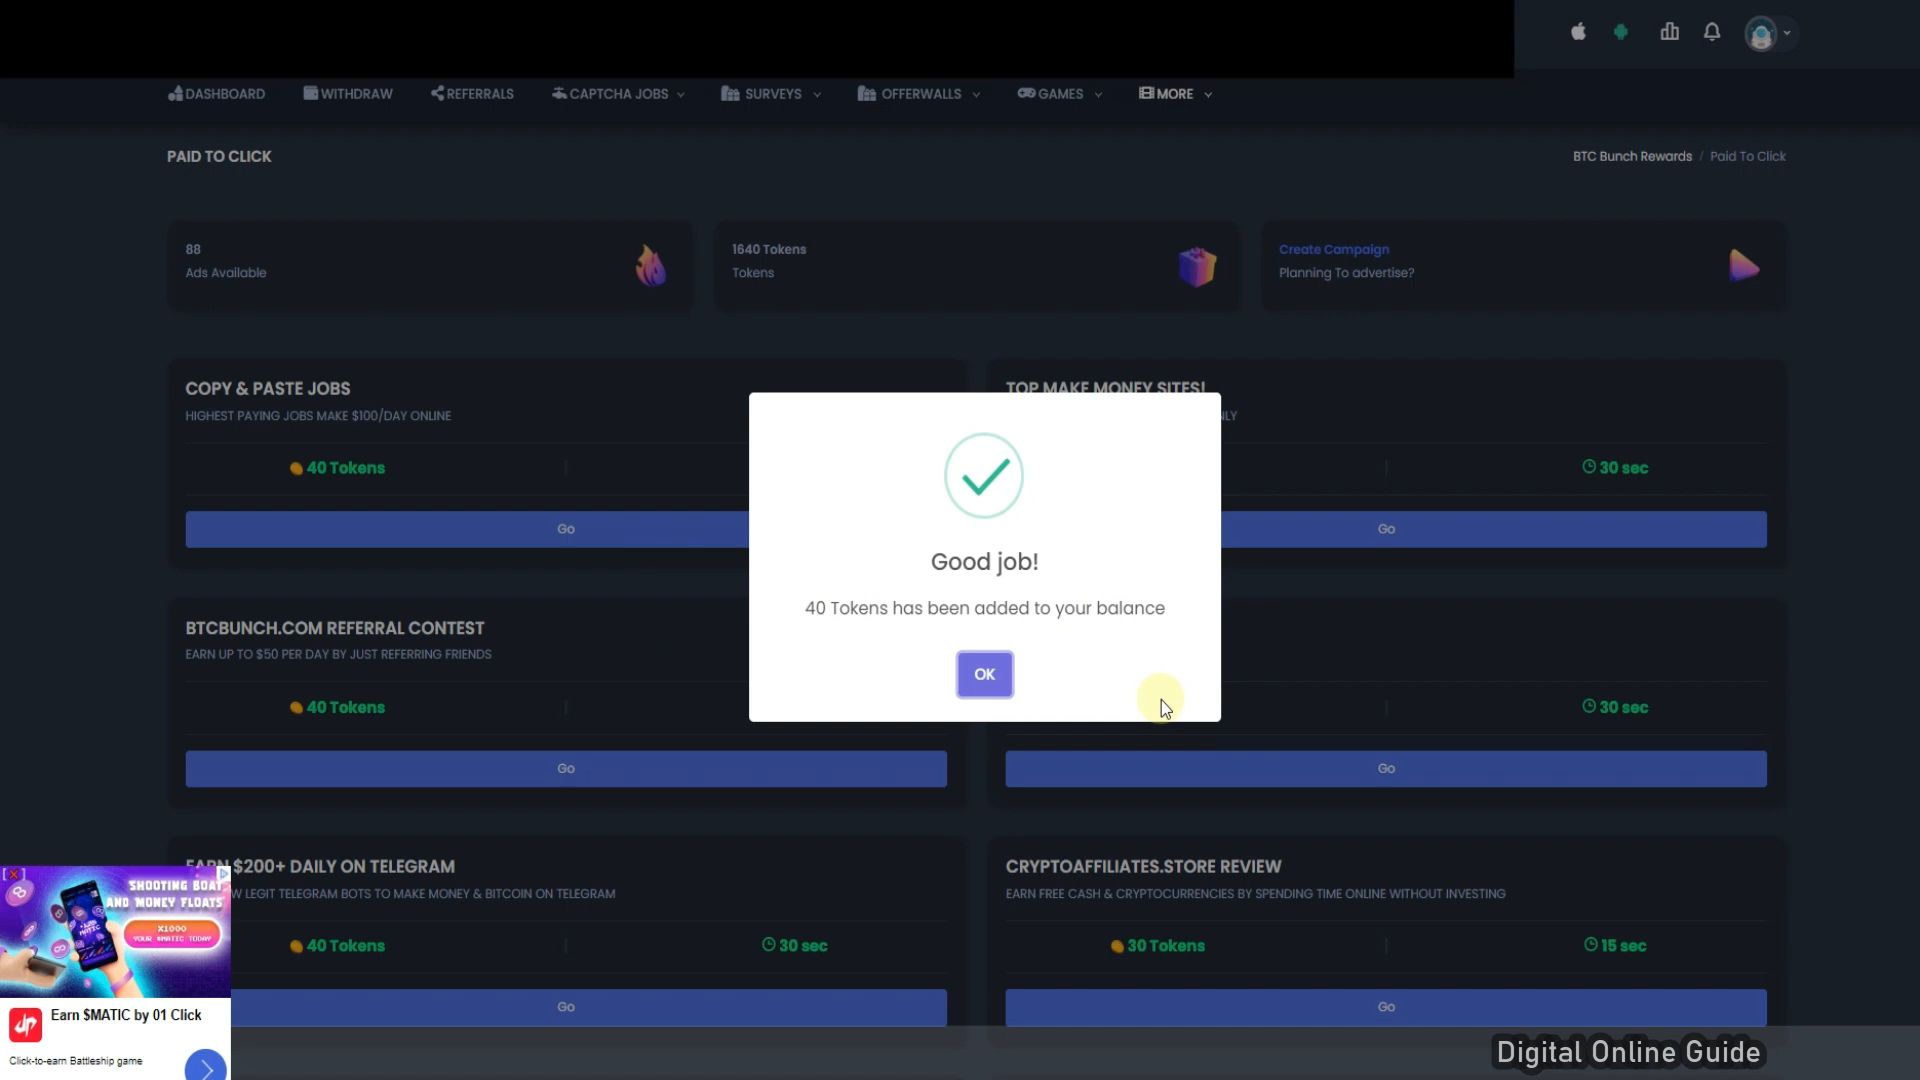 DASHBOARD WITHDRAW REFERRALS CAPTCHA JOBS SURVEYS OFFERWALLS GAMES MORE
PAID TO CLICK
BTC Bunch Rewards / Paid To Click
88
Ads Available
1640 Tokens
Tokens
Create Campaign
Planning To advertise?
COPY & PASTE JOBS
HIGHEST PAYING JOBS MAKE $100/DAY ONLINE
40 Tokens
Go
TOP MAKE MONEY SITES!
30 sec
Go
Good job!
40 Tokens has been added to your balance
OK
BTCBUNCH.COM REFERRAL CONTEST
EARN UP TO $50 PER DAY BY JUST REFERRING FRIENDS
40 Tokens
Go
30 sec
Go
EARN $200+ DAILY ON TELEGRAM
LEGIT TELEGRAM BOTS TO MAKE MONEY & BITCOIN ON TELEGRAM
40 Tokens
30 sec
Go
CRYPTOAFFILIATES.STORE REVIEW
EARN FREE CASH & CRYPTOCURRENCIES BY SPENDING TIME ONLINE WITHOUT INVESTING
30 Tokens
15 sec
Go
SHOOTING BOAT
AND MONEY FLOATS
X1000
YOUR $MATIC TODAY
Earn $MATIC by 01 Click
Click-to-earn Battleship game
Digital Online Guide